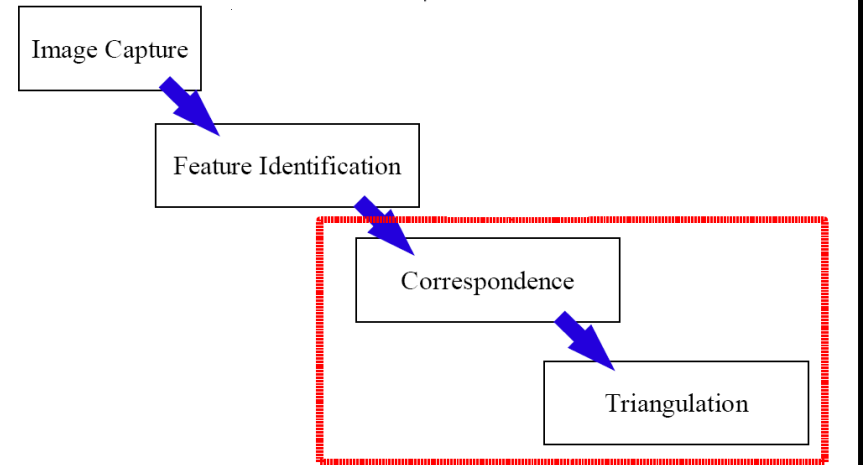 Image Capture
Feature Identification
Correspondence
Triangulation